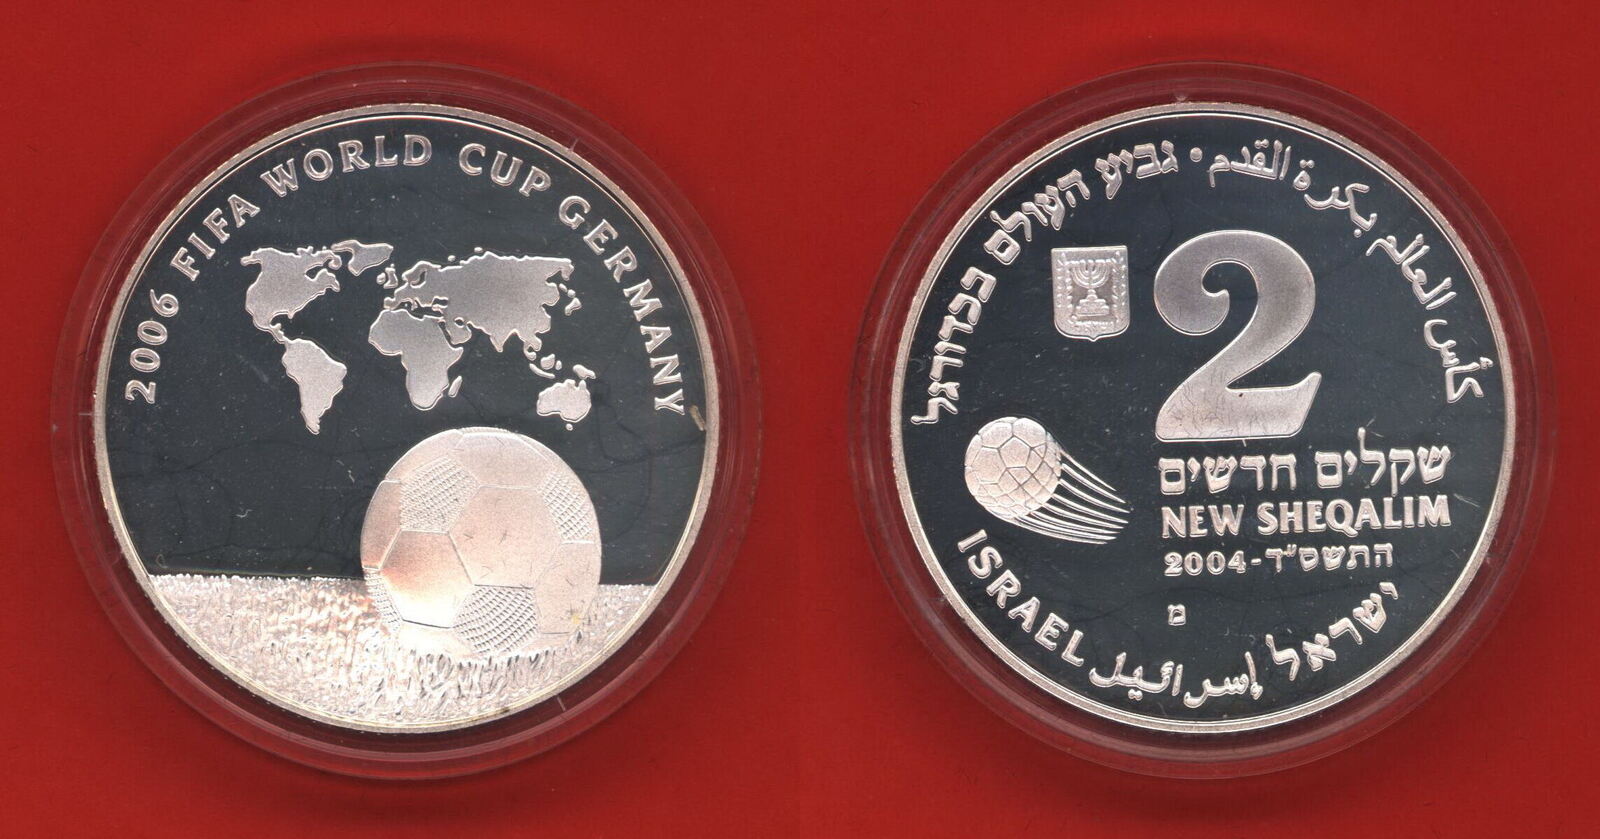 2006 FIFA WORLD CUP GERMANY
גביע העולם בכדורגל • كأس العالم بكرة القدم
ישראל
2
שקלים חדשים
NEW SHEQALIM
2004-התשס"ד
מ
ISRAEL إسرائيل ישראל